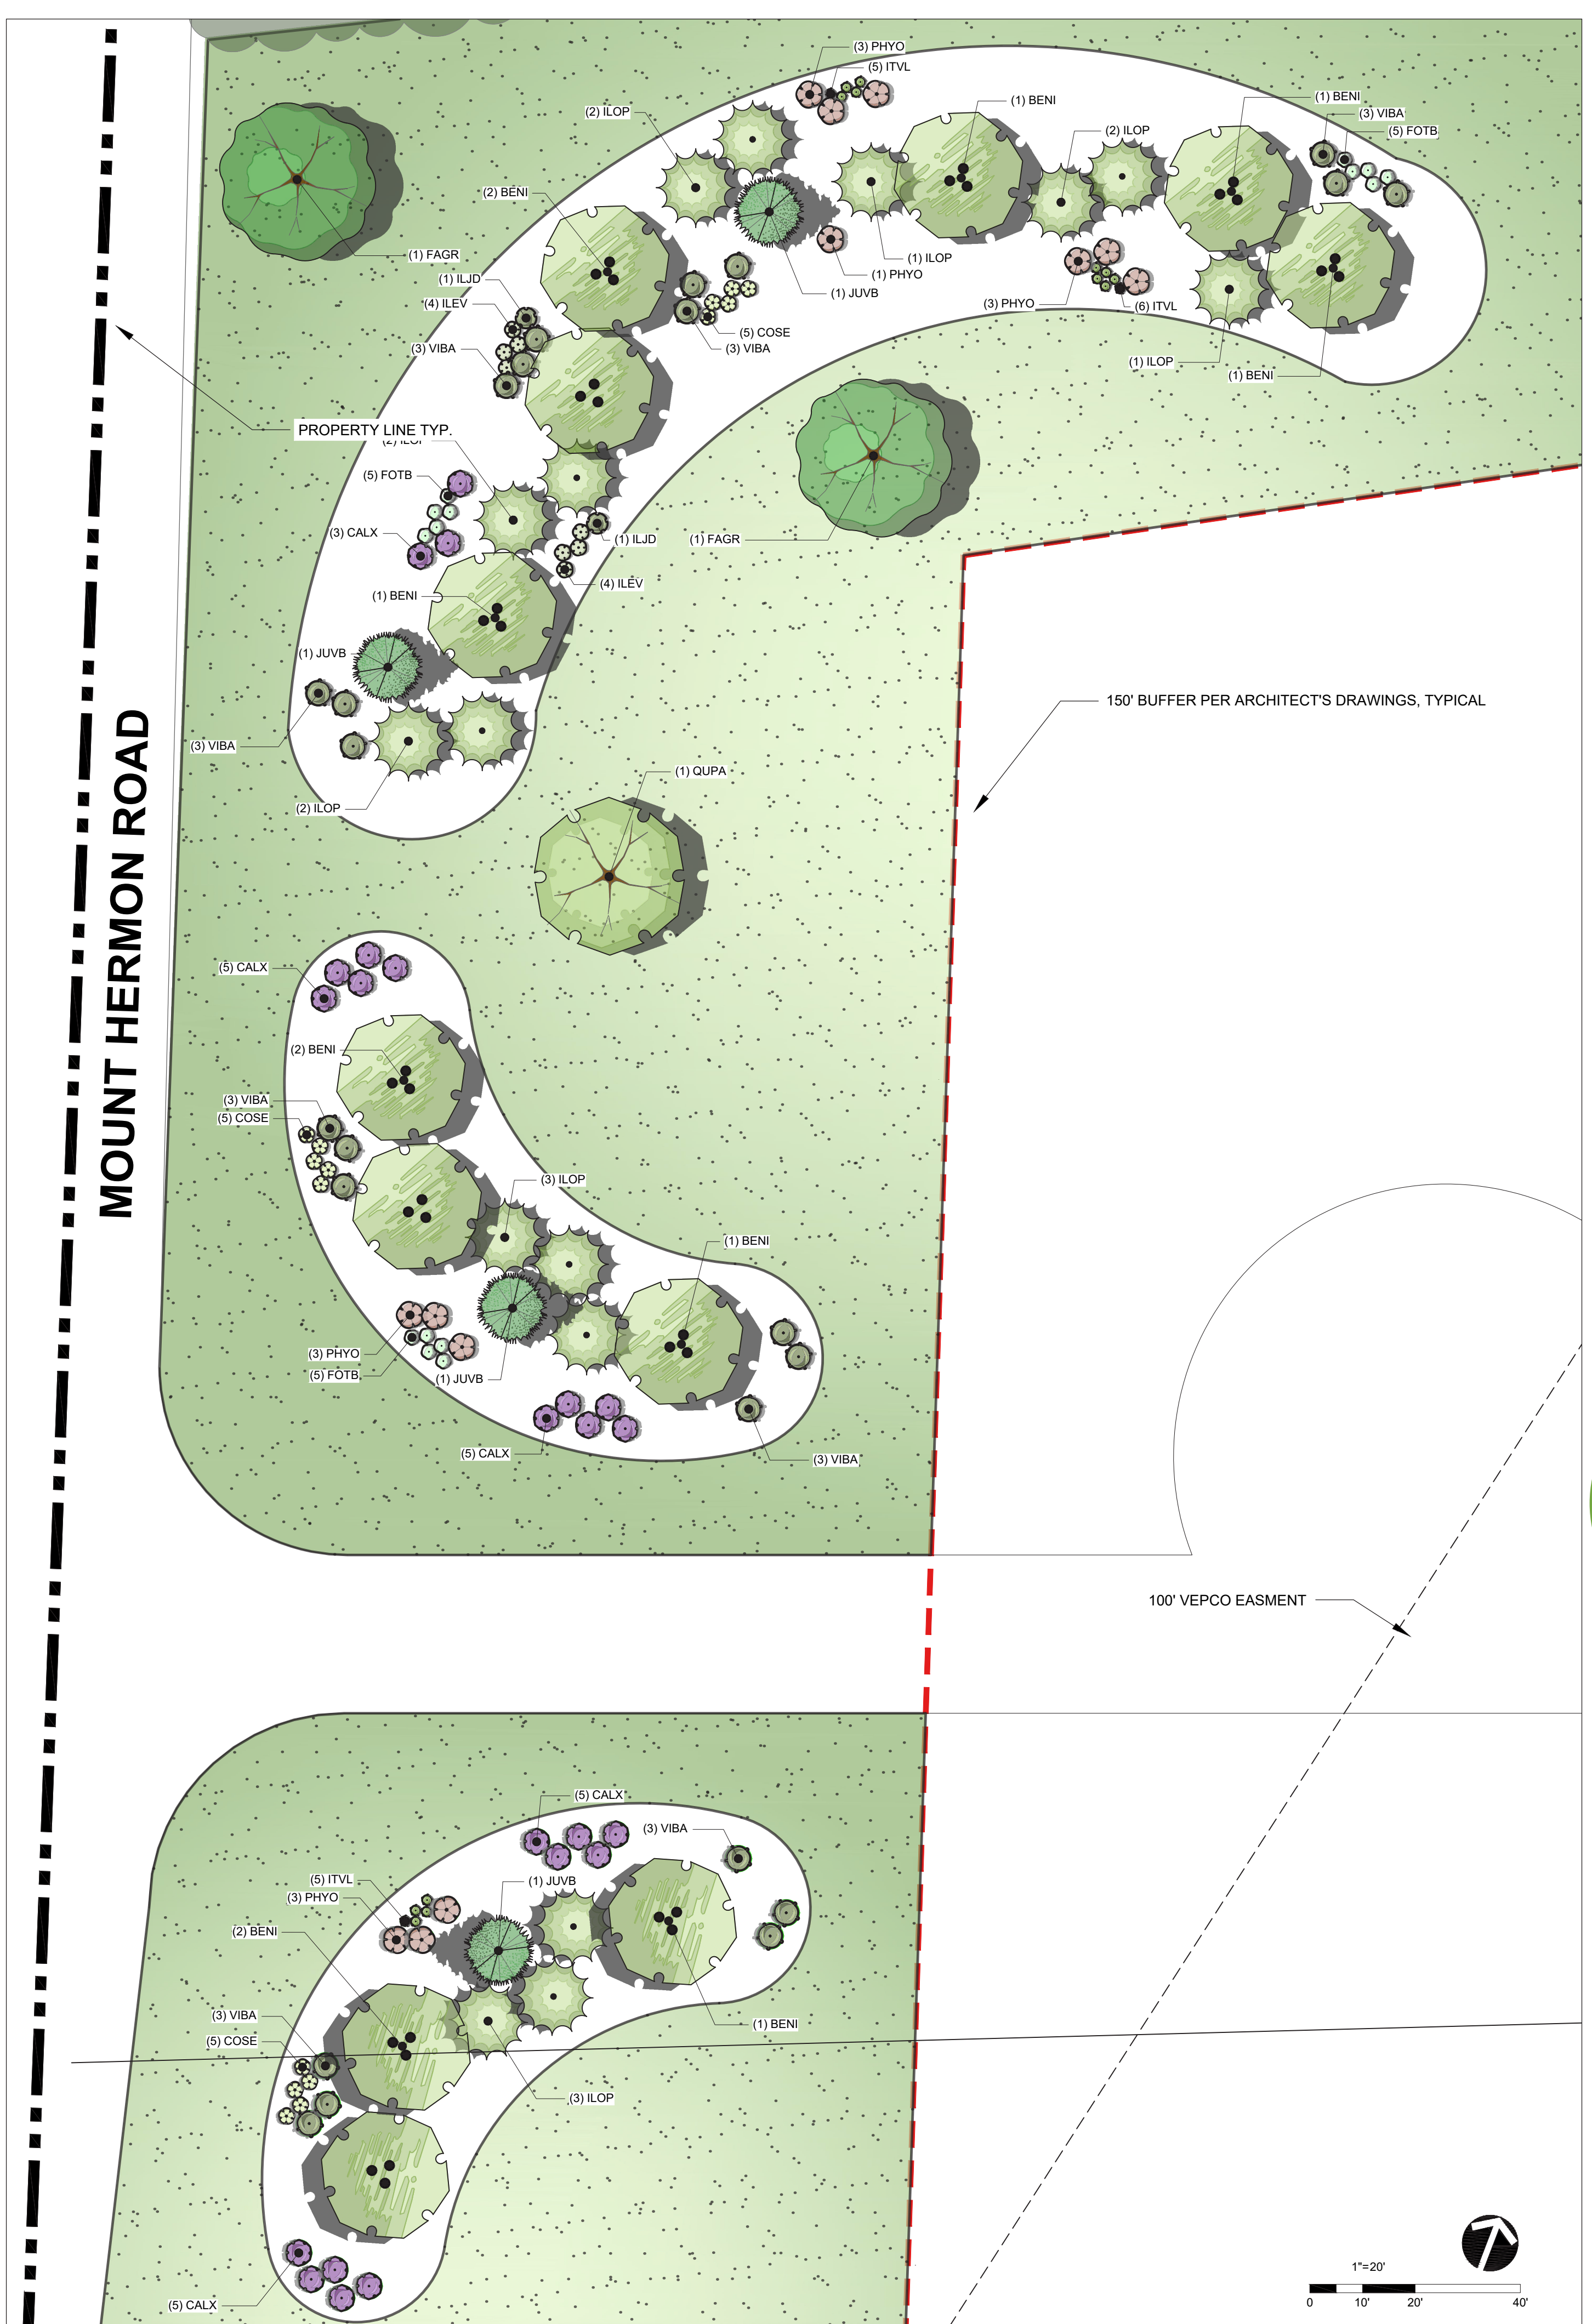 (3) PHYO
(5) ITVL
(2) ILOP
(1) BENI
(1) BENI
(3) VIBA
(5) FOTB
(2) ILOP
(2) BENI
(1) FAGR
(1) ILOP
(1) PHYO
(1) JUVB
(1) ILJD
(4) ILEV
(3) PHYO
(6) ITVL
(5) COSE
(3) VIBA
(3) VIBA
(1) ILOP
(1) BENI
PROPERTY LINE TYP.
(2) ILOP
(5) FOTB
(3) CALX
(1) ILJD
(1) FAGR
(4) ILEV
(1) BENI
(1) JUVB
150' BUFFER PER ARCHITECT'S DRAWINGS, TYPICAL
(3) VIBA
(1) QUPA
(2) ILOP
MOUNT HERMON ROAD
(5) CALX
(2) BENI
(3) VIBA
(5) COSE
(3) ILOP
(1) BENI
(3) PHYO
(5) FOTB
(1) JUVB
(5) CALX
(3) VIBA
100' VEPCO EASMENT
(5) CALX
(3) VIBA
(5) ITVL
(1) JUVB
(3) PHYO
(2) BENI
(3) VIBA
(1) BENI
(5) COSE
(3) ILOP
(5) CALX
1"=20'
0 10' 20' 40'